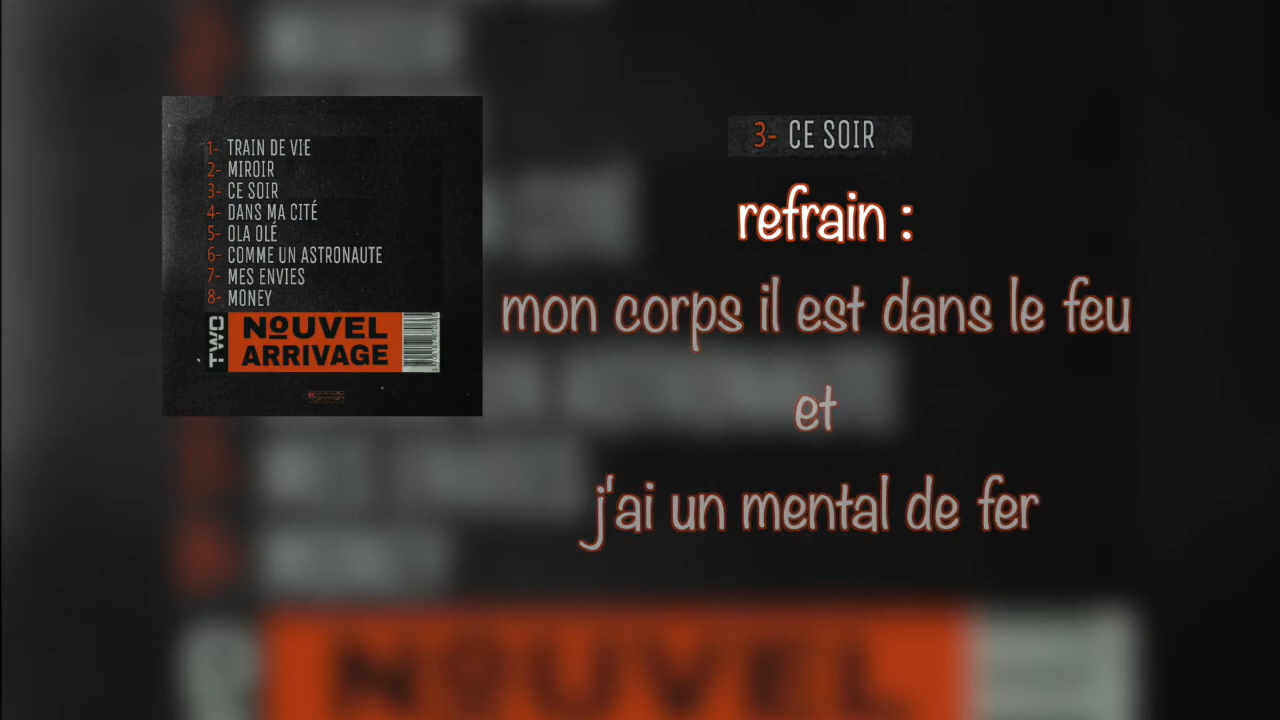 1- TRAIN DE VIE
2- MIROIR
3- CE SOIR
4- DANS MA CITÉ
5- OLA OLÉ
6- COMME UN ASTRONAUTE
7- MES ENVIES
8- MONEY
TWO
NOUVEL
ARRIVAGE
3- CE SOIR
refrain :
mon corps il est dans le feu
et
j'ai un mental de fer
NOUVEL